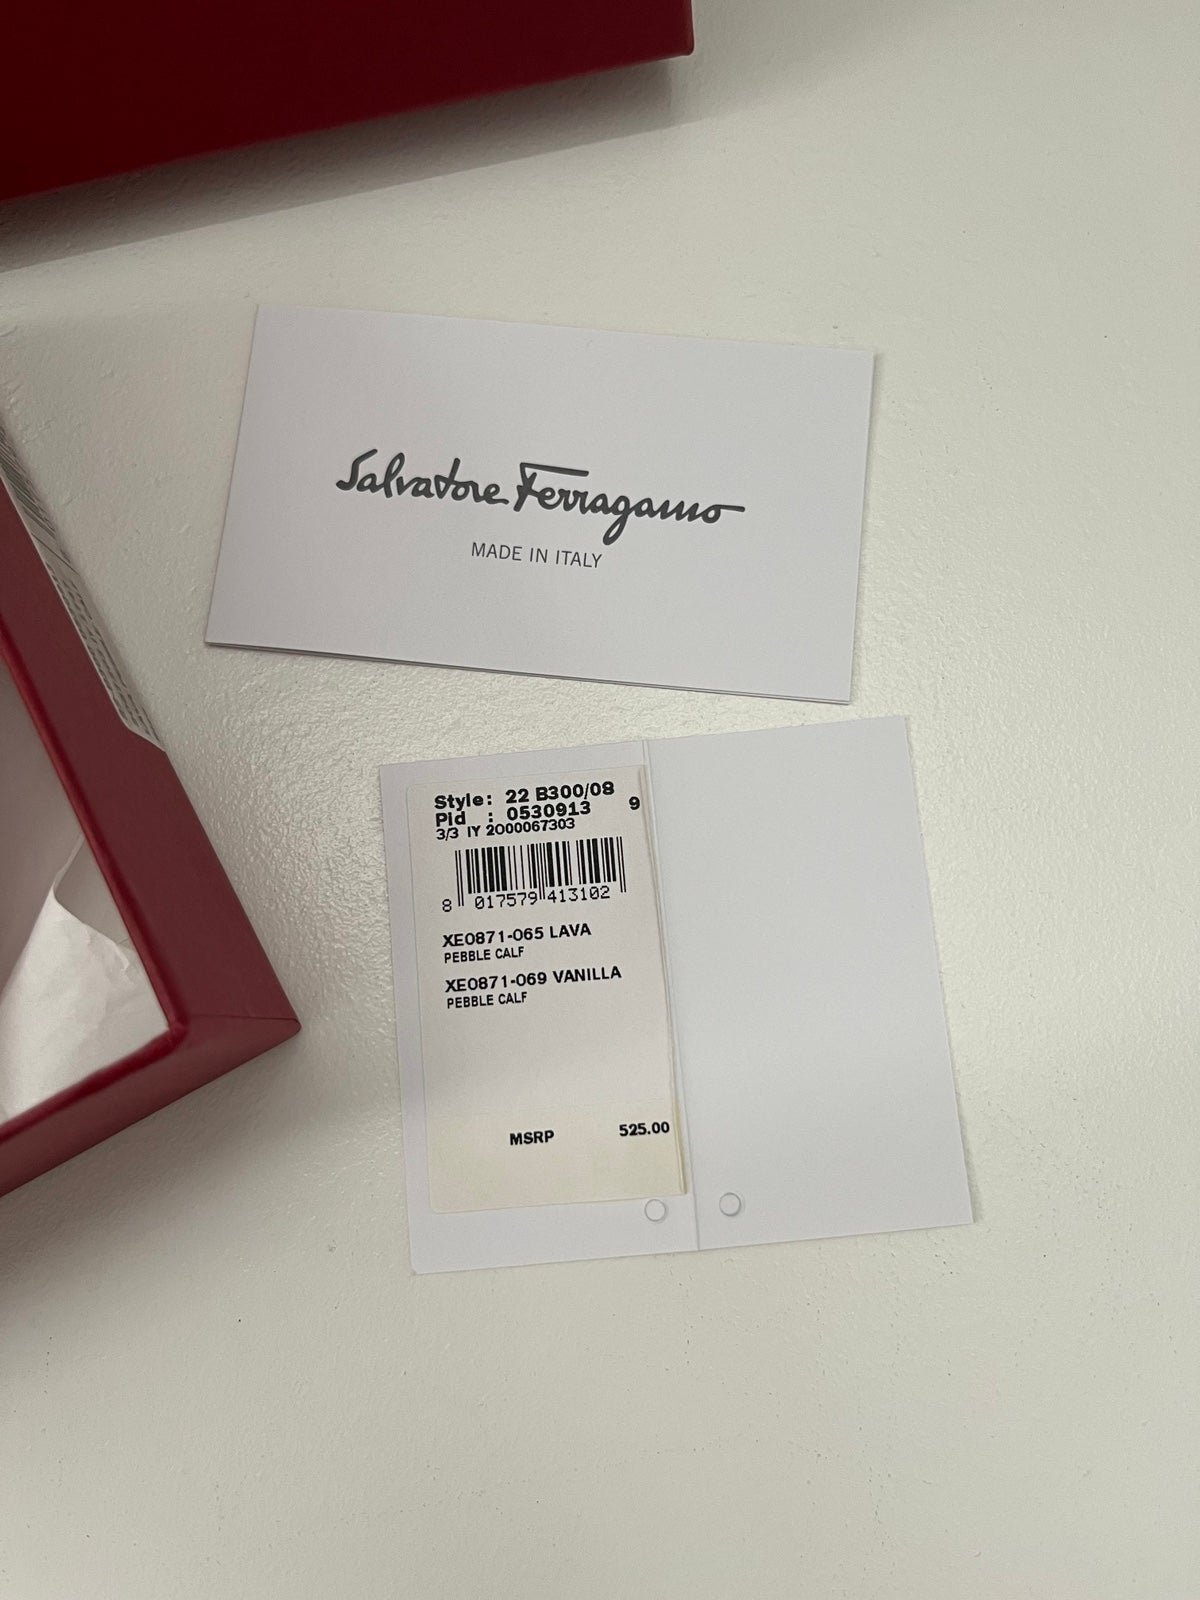 Salvatore Ferragamo
MADE IN ITALY
Style: 22 B300/08
Pid : 0530913 9
3/3 IY 2000067303
8 017579 413102
XE0871-065 LAVA
PEBBLE CALF
XE0871-069 VANILLA
PEBBLE CALF
MSRP 525.00